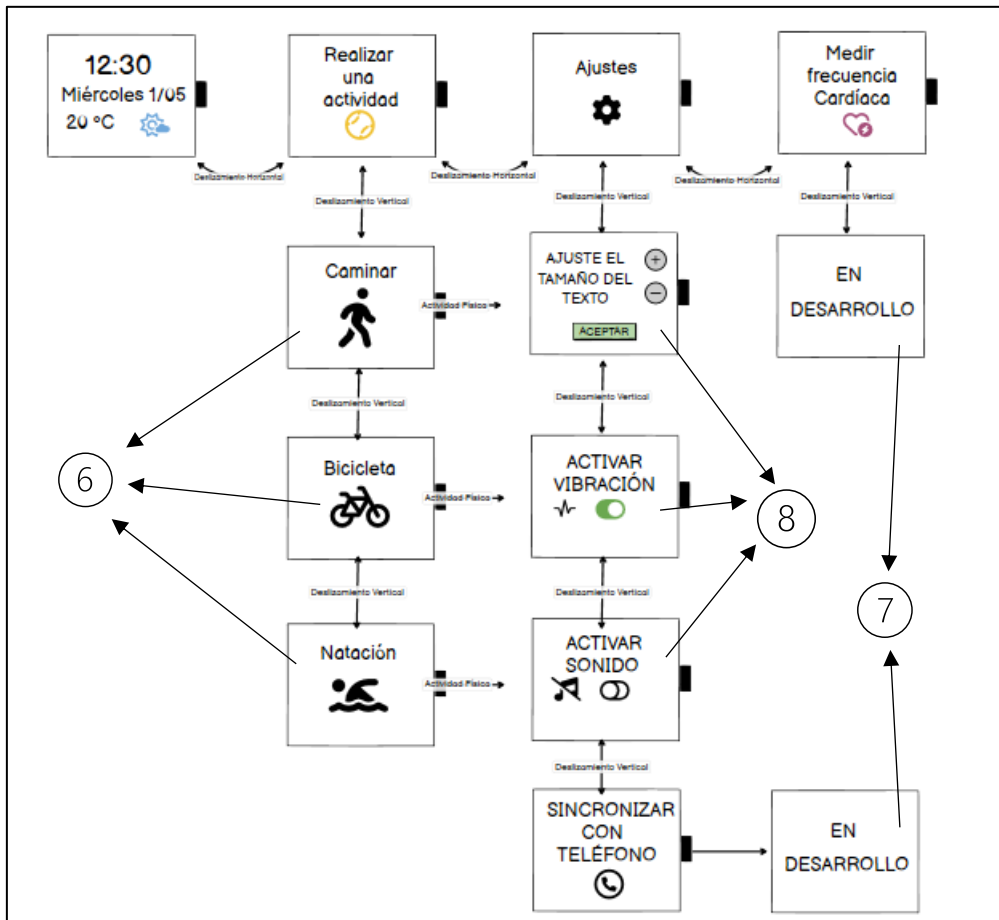 12:30
Miércoles 1/05
20 °C
Realizar
una
actividad
Ajustes
Medir
frecuencia
Cardíaca
Deslizamiento Horizontal
Deslizamiento Horizontal
Deslizamiento Horizontal
Deslizamiento Vertical
Deslizamiento Vertical
Deslizamiento Vertical
Caminar
Actividad Física
AJUSTE EL
TAMAÑO DEL
TEXTO
+
−
ACEPTAR
EN
DESARROLLO
Deslizamiento Vertical
Deslizamiento Vertical
6
Bicicleta
Actividad Física
ACTIVAR
VIBRACIÓN
8
Deslizamiento Vertical
Deslizamiento Vertical
7
Natación
Actividad Física
ACTIVAR
SONIDO
Deslizamiento Vertical
SINCRONIZAR
CON
TELÉFONO
EN
DESARROLLO